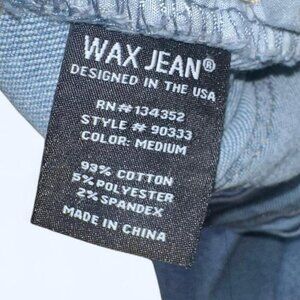 WAX JEAN®
DESIGNED IN THE USA
RN# 134352
STYLE # 90333
COLOR: MEDIUM
93% COTTON
5% POLYESTER
2% SPANDEX
MADE IN CHINA